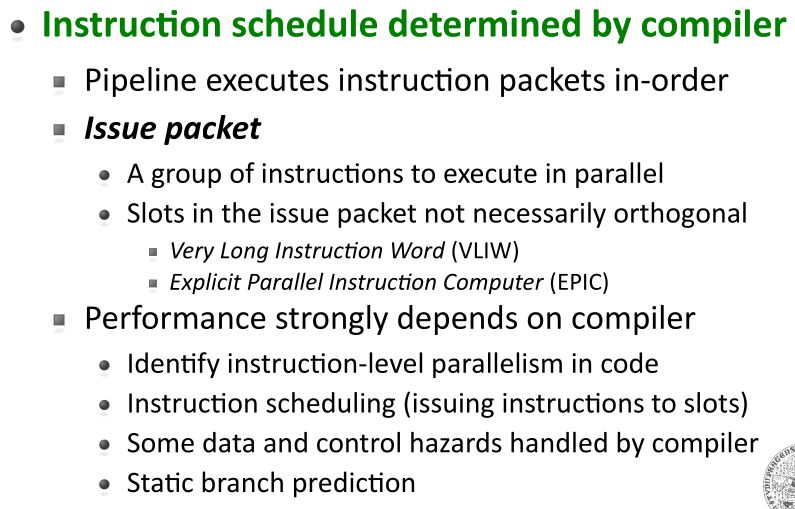 Instruction schedule determined by compiler
Pipeline executes instruction packets in-order
Issue packet
A group of instructions to execute in parallel
Slots in the issue packet not necessarily orthogonal
Very Long Instruction Word (VLIW)
Explicit Parallel Instruction Computer (EPIC)
Performance strongly depends on compiler
Identify instruction-level parallelism in code
Instruction scheduling (issuing instructions to slots)
Some data and control hazards handled by compiler
Static branch prediction